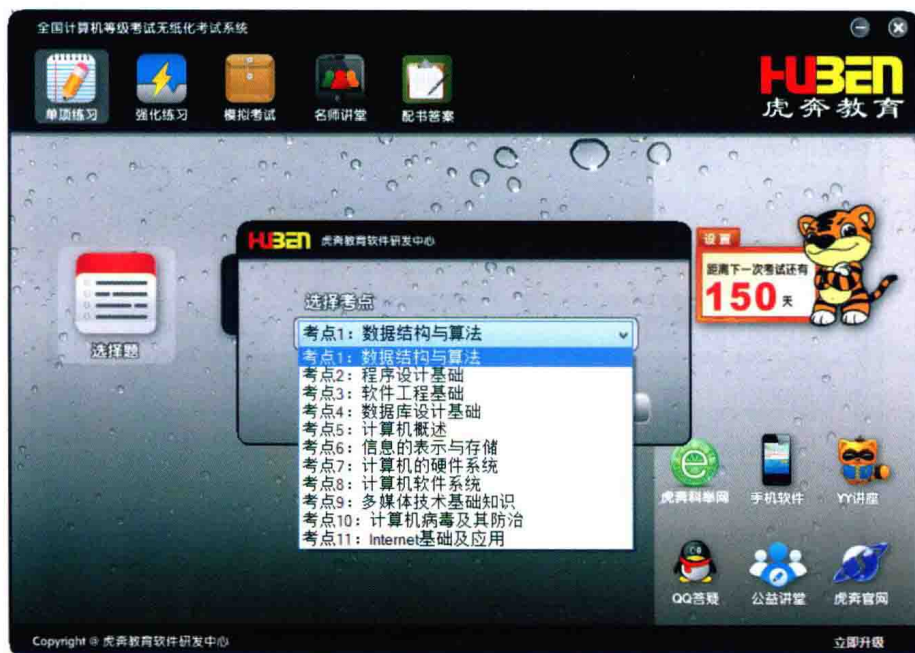 全国计算机等级考试无纸化考试系统
单项练习 强化练习 模拟考试 名师讲堂 配书答案
HUBEN
虎奔教育
HUBEN 虎奔教育软件研发中心
设置
距离下一次考试还有
150 天
选择考点
考点1：数据结构与算法
选择题
考点1：数据结构与算法
考点2：程序设计基础
考点3：软件工程基础
考点4：数据库设计基础
考点5：计算机概述
考点6：信息的表示与存储
考点7：计算机的硬件系统
考点8：计算机软件系统
考点9：多媒体技术基础知识
考点10：计算机病毒及其防治
考点11：Internet基础及应用
虎奔科举网 手机软件 YY讲座
QQ答疑 公益讲堂 虎奔官网
Copyright @ 虎奔教育软件研发中心 立即升级